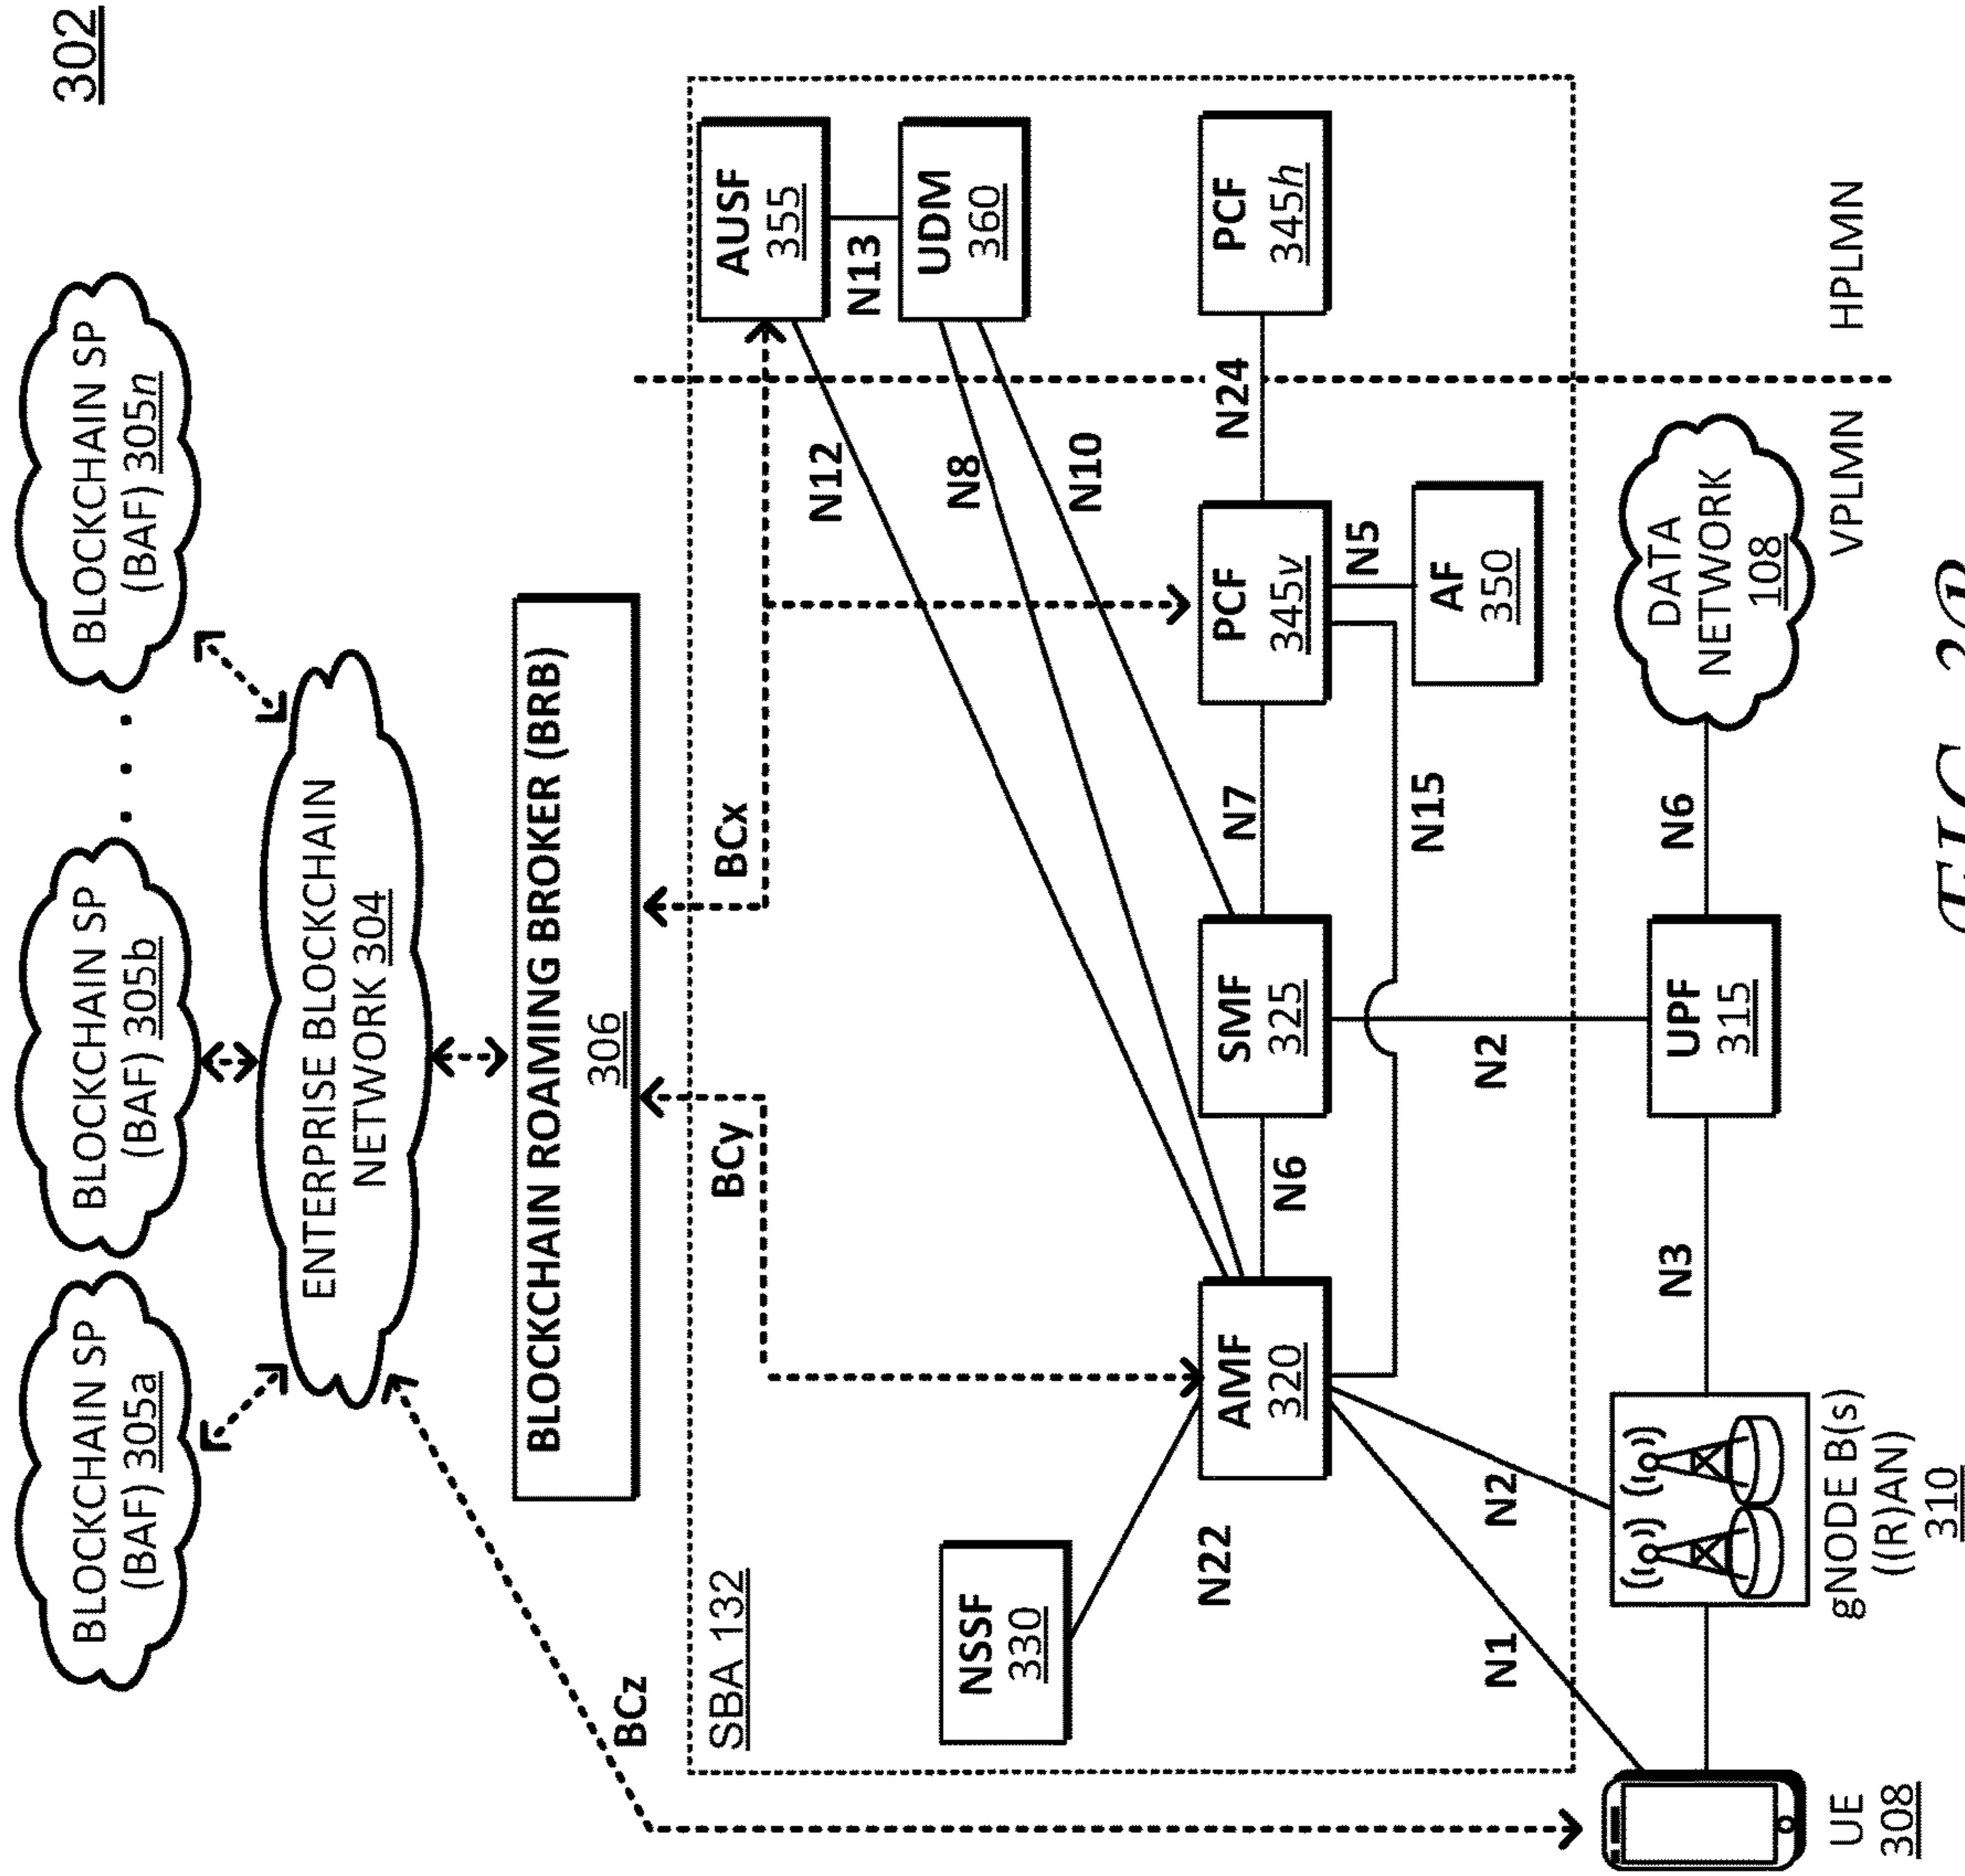 302
BLOCKCHAIN SP
(BAF) 305a
BLOCKCHAIN SP
(BAF) 305b
. . .
BLOCKCHAIN SP
(BAF) 305n
ENTERPRISE BLOCKCHAIN
NETWORK 304
BLOCKCHAIN ROAMING BROKER (BRB)
306
BCz
BCy
BCx
SBA 132
AUSF
355
N13
N12
UDM
360
N8
N10
NSSF
330
N22
AMF
320
N6
SMF
325
N7
PCF
345v
N24
PCF
345h
N15
N5
AF
350
N1
N2
N2
UE
308
gNODE B(s)
((R)AN)
310
N3
UPF
315
N6
DATA
NETWORK
108
VPLMN
HPLMN